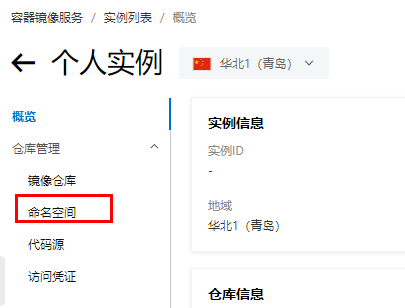 容器镜像服务 / 实例列表 / 概览
个人实例
华北1（青岛）
概览
仓库管理
镜像仓库
命名空间
代码源
访问凭证
实例信息
实例ID
-
地域
华北1（青岛）
仓库信息